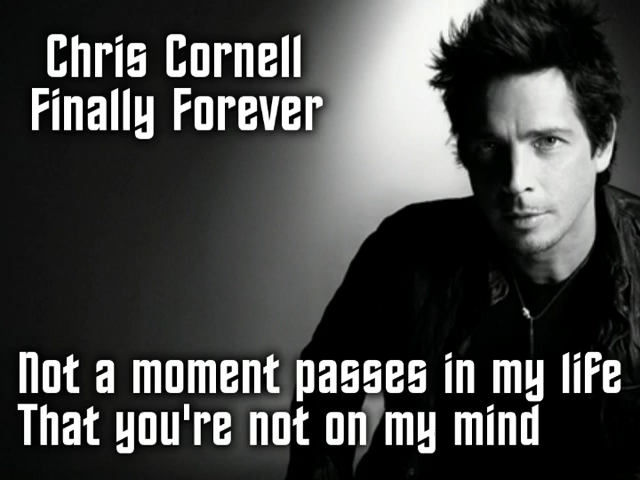 Chris Cornell
Finally Forever
Not a moment passes in my life
That you're not on my mind